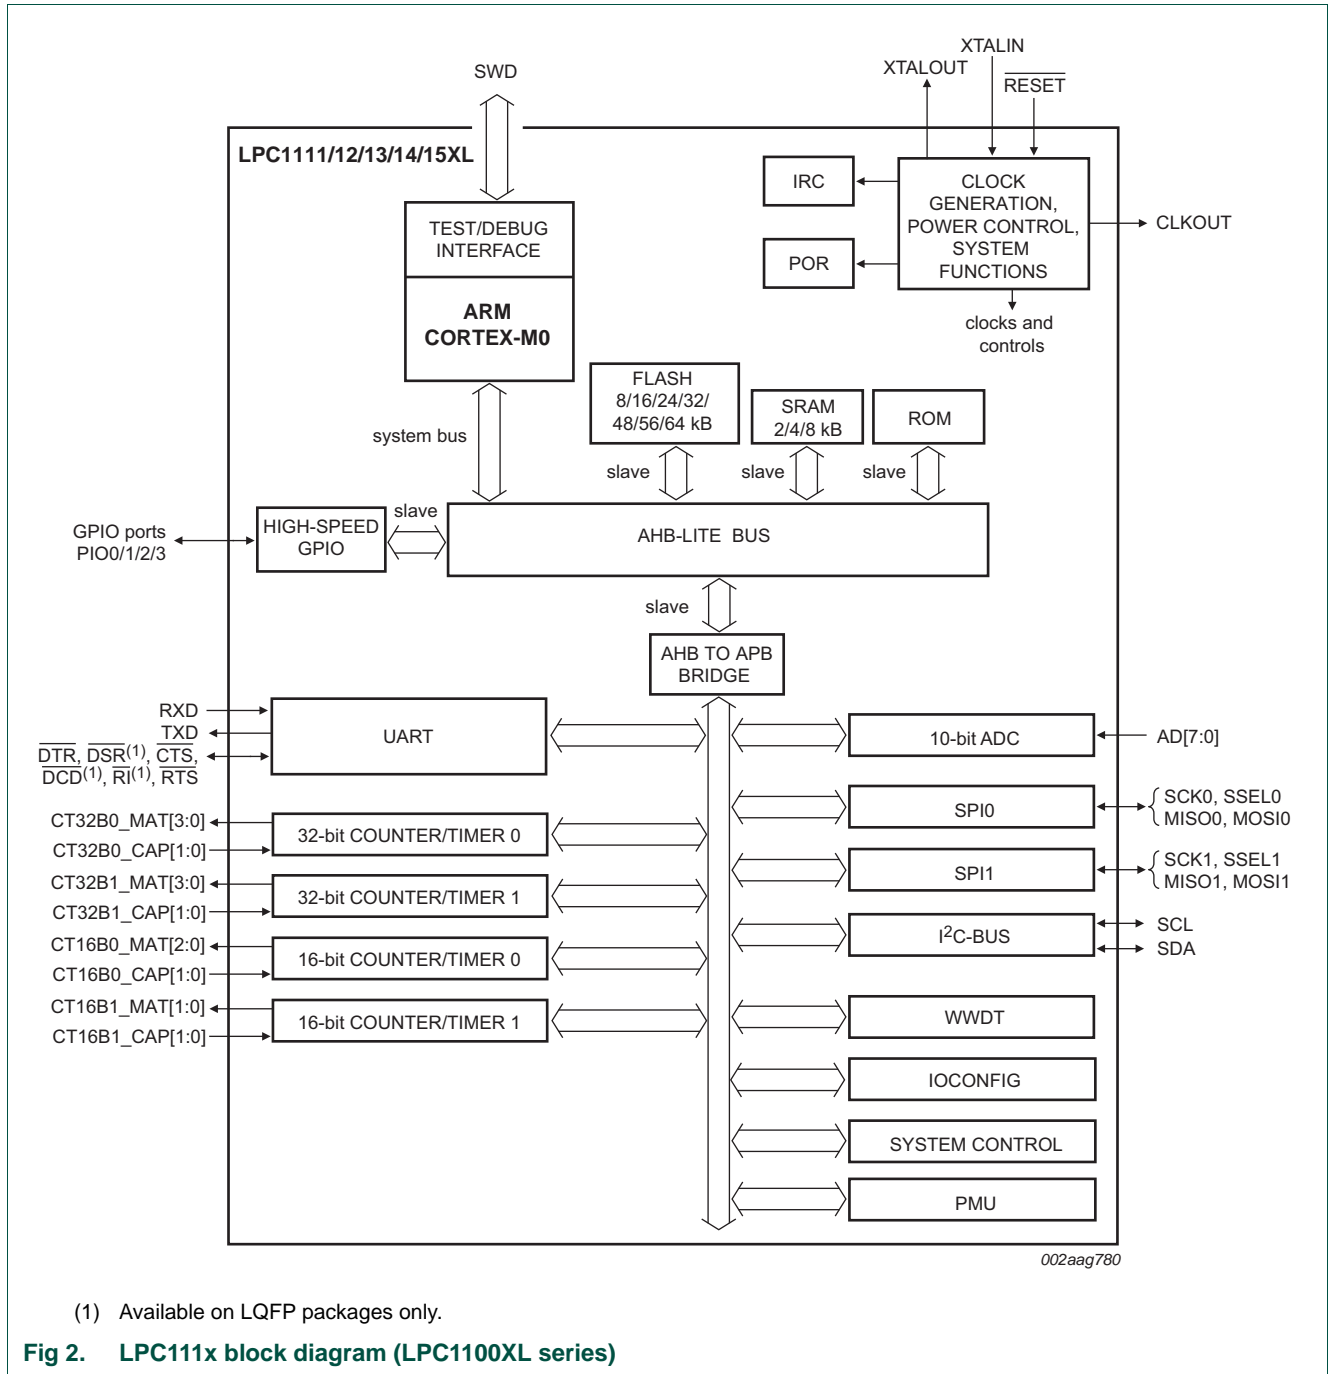 XTALIN
XTALOUT
RESET
SWD
LPC1111/12/13/14/15XL
TEST/DEBUG
INTERFACE
ARM
CORTEX-M0
IRC
POR
CLOCK
GENERATION,
POWER CONTROL,
SYSTEM
FUNCTIONS
CLKOUT
clocks and
controls
system bus
FLASH
8/16/24/32/
48/56/64 kB
SRAM
2/4/8 kB
ROM
slave
slave
slave
GPIO ports
PIO0/1/2/3
HIGH-SPEED
GPIO
slave
AHB-LITE BUS
slave
AHB TO APB
BRIDGE
RXD
TXD
DTR, DSR(1), CTS,
DCD(1), RI(1), RTS
UART
CT32B0_MAT[3:0]
CT32B0_CAP[1:0]
32-bit COUNTER/TIMER 0
CT32B1_MAT[3:0]
CT32B1_CAP[1:0]
32-bit COUNTER/TIMER 1
CT16B0_MAT[2:0]
CT16B0_CAP[1:0]
16-bit COUNTER/TIMER 0
CT16B1_MAT[1:0]
CT16B1_CAP[1:0]
16-bit COUNTER/TIMER 1
10-bit ADC
AD[7:0]
SPI0
SCK0, SSEL0
MISO0, MOSI0
SPI1
SCK1, SSEL1
MISO1, MOSI1
I2C-BUS
SCL
SDA
WWDT
IOCONFIG
SYSTEM CONTROL
PMU
002aag780
(1) Available on LQFP packages only.
Fig 2. LPC111x block diagram (LPC1100XL series)